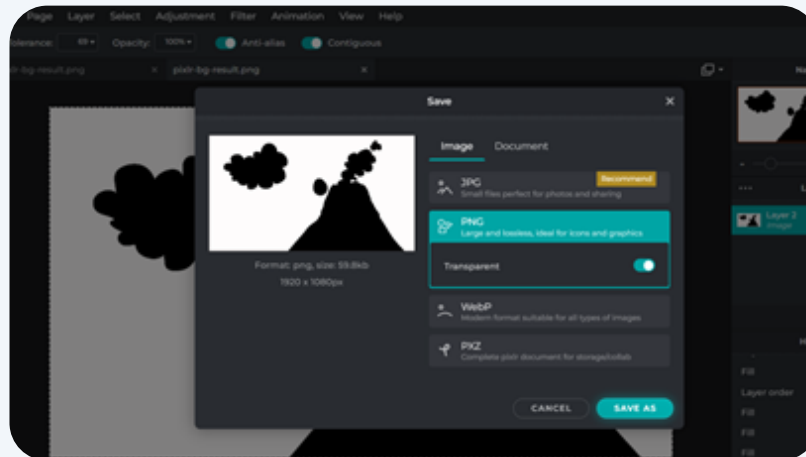 Page Layer Select Adjustment Filter Animation View Help
Tolerance: 69 Opacity: 100% Anti-alias Contiguous
pixlr-bg-result.png
Save
Image Document
JPG
Recommend
Small files perfect for photos and sharing
PNG
Large and lossless, ideal for icons and graphics
Transparent
Format: png, size: 59.8kb
1920 x 1080px
WebP
Modern format suitable for all types of images
PXZ
Complete pixlr document for storage/collab
CANCEL SAVE AS
Layer 2
Image
Fill
Layer order
Fill
Fill
Fill